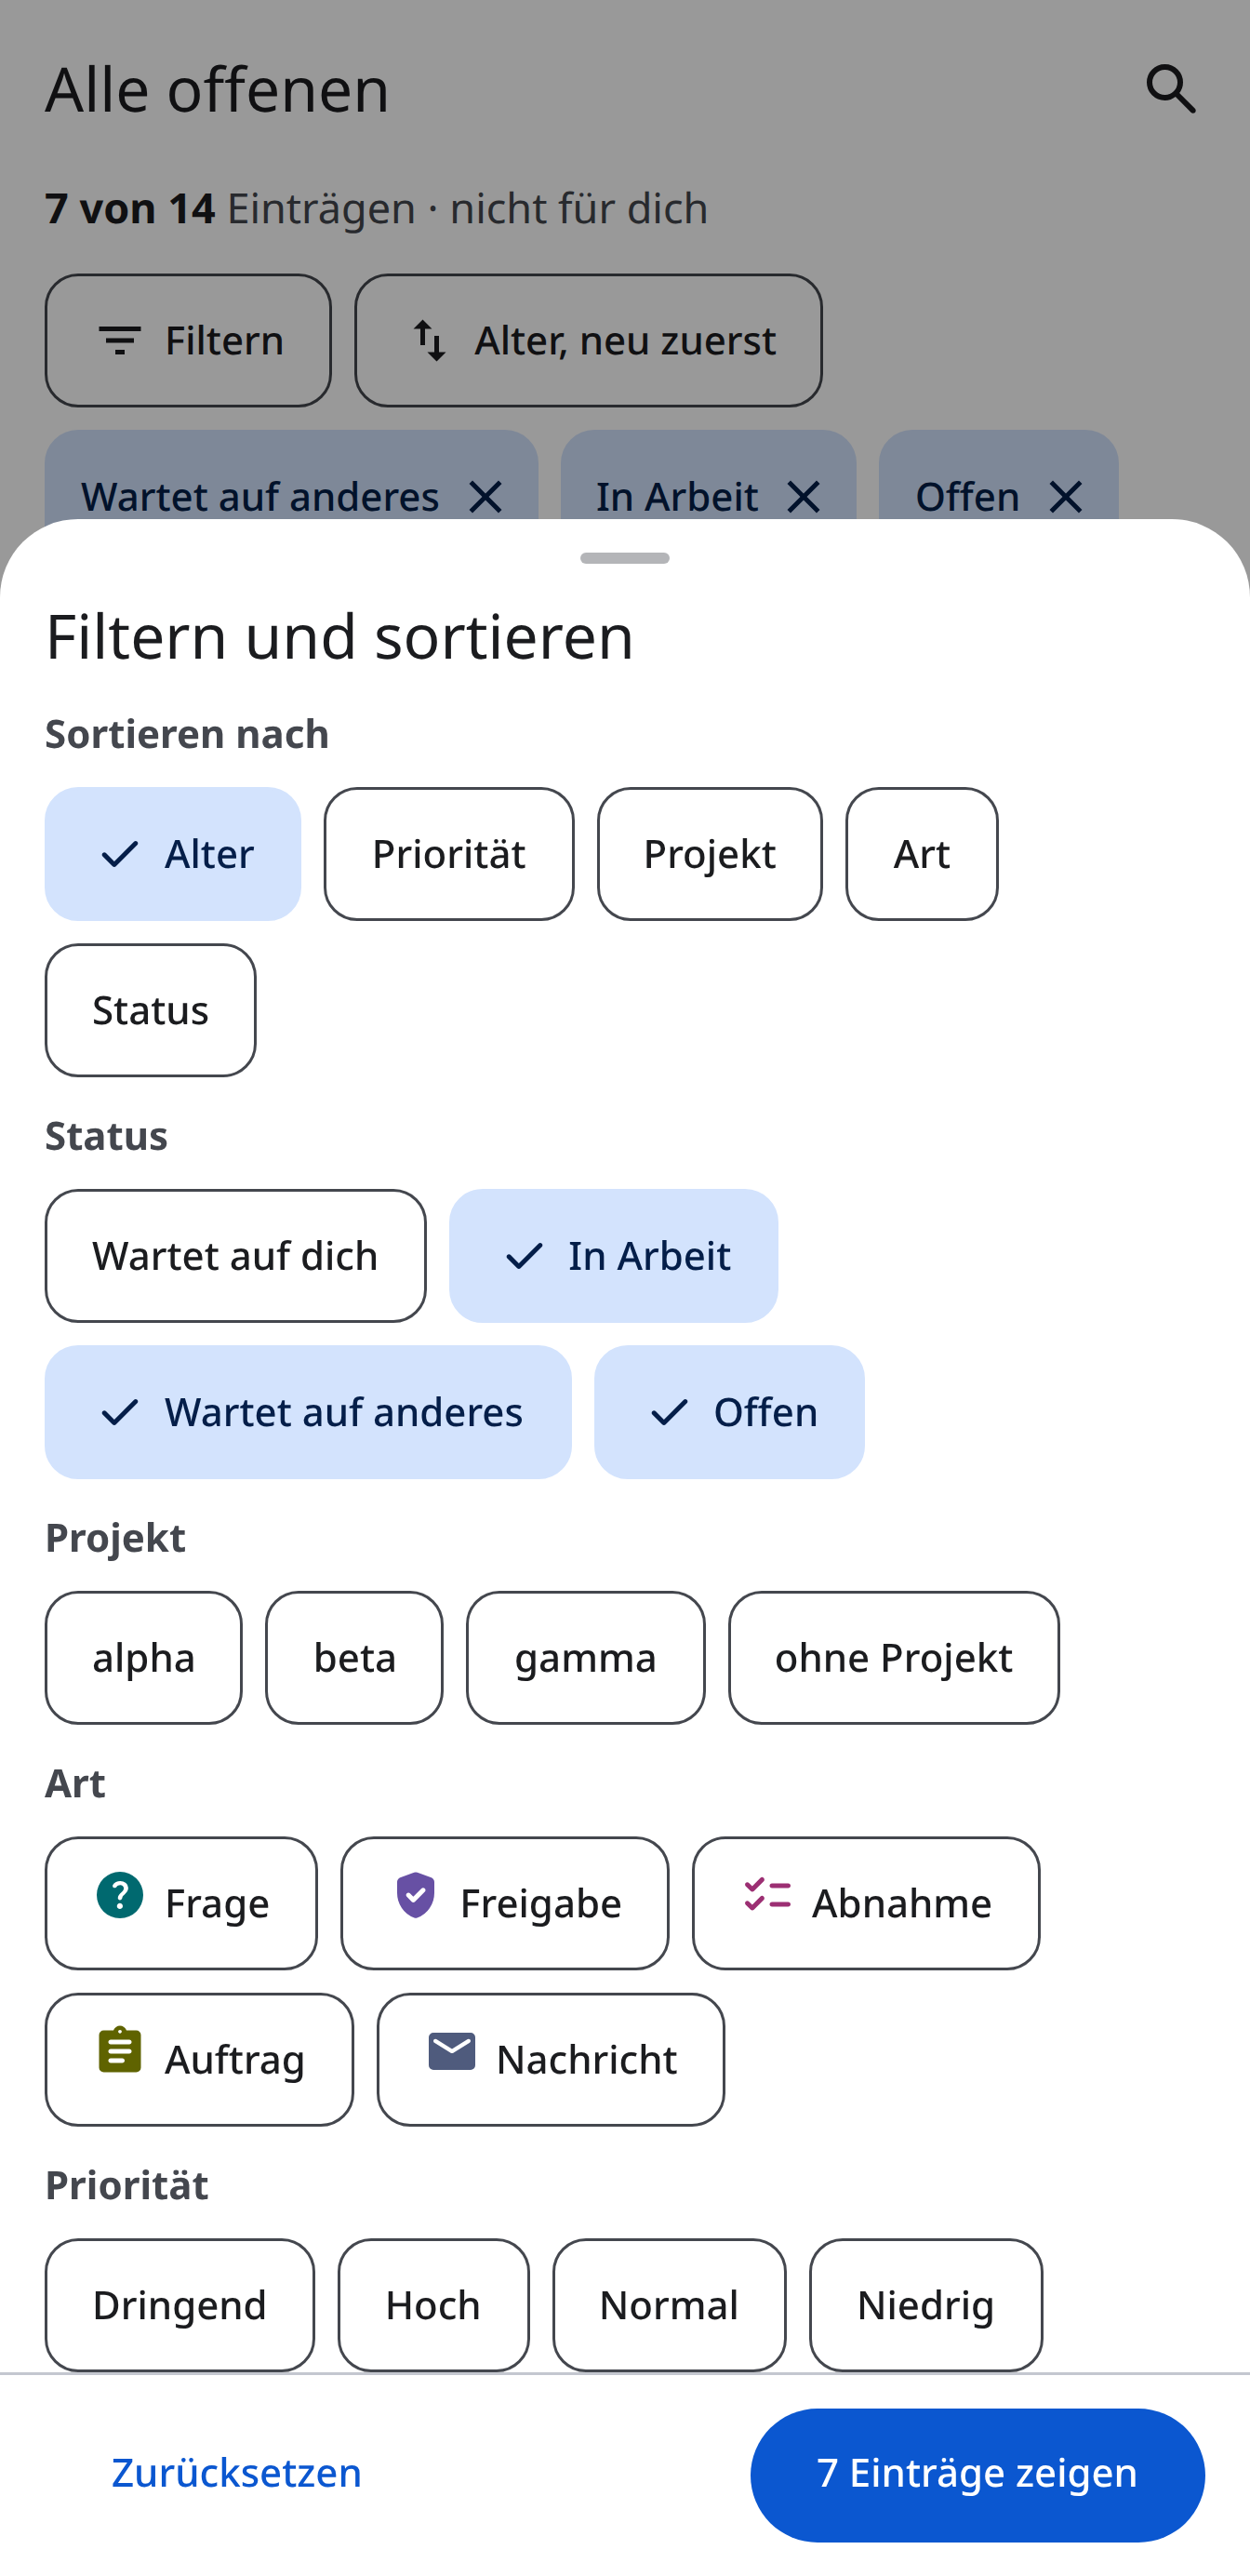 Alle offenen
7 von 14 Einträgen · nicht für dich
Filtern Alter, neu zuerst
Wartet auf anderes In Arbeit Offen
Filtern und sortieren
Sortieren nach
Alter Priorität Projekt Art
Status
Status
Wartet auf dich In Arbeit
Wartet auf anderes Offen
Projekt
alpha beta gamma ohne Projekt
Art
Frage Freigabe Abnahme
Auftrag Nachricht
Priorität
Dringend Hoch Normal Niedrig
Zurücksetzen 7 Einträge zeigen